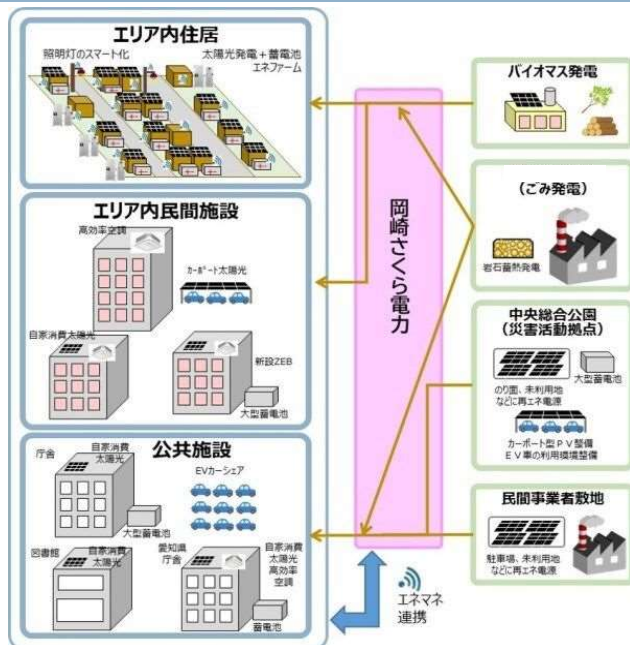 エリア内住居
照明灯のスマート化
太陽光発電+蓄電池
エネファーム
エリア内民間施設
高効率空調
カーポート太陽光
自家消費太陽光
新設ZEB
大型蓄電池
公共施設
庁舎
自家消費
太陽光
EVカーシェア
大型蓄電池
図書館
自家消費
太陽光
愛知県
庁舎
自家消費
太陽光
高効率
空調
蓄電池
岡崎さくら電力
エネマネ
連携
バイオマス発電
(ごみ発電)
岩石蓄熱発電
中央総合公園
(災害活動拠点)
大型蓄電池
のり面、未利用地
などに再エネ電源
カーポート型PV整備
EV車の利用環境整備
民間事業者敷地
駐車場、未利用地
などに再エネ電源